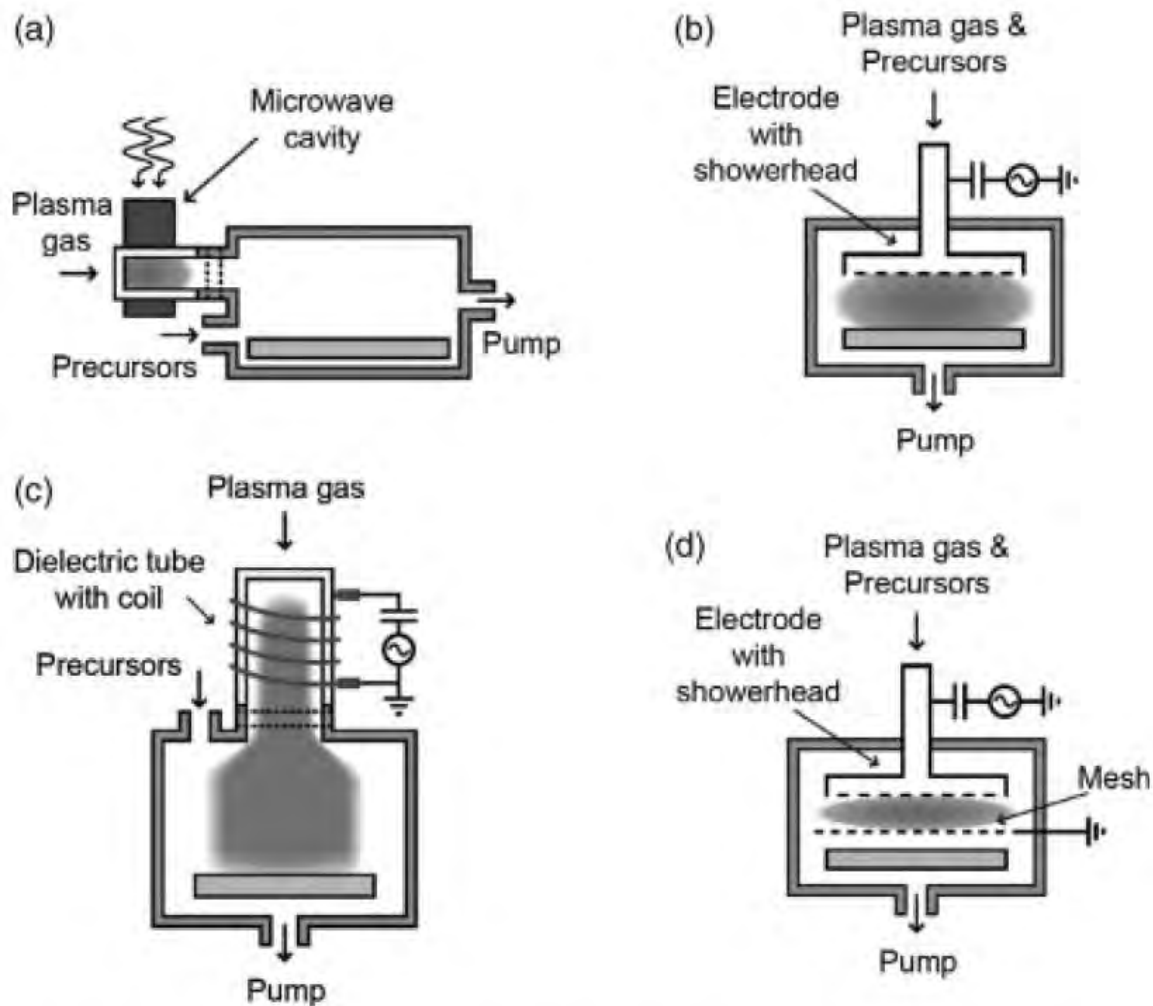 (a)
Microwave
cavity
Plasma
gas
Precursors
Pump
(b)
Plasma gas &
Precursors
Electrode
with
showerhead
Pump
(c)
Plasma gas
Dielectric tube
with coil
Precursors
Pump
(d)
Plasma gas &
Precursors
Electrode
with
showerhead
Mesh
Pump